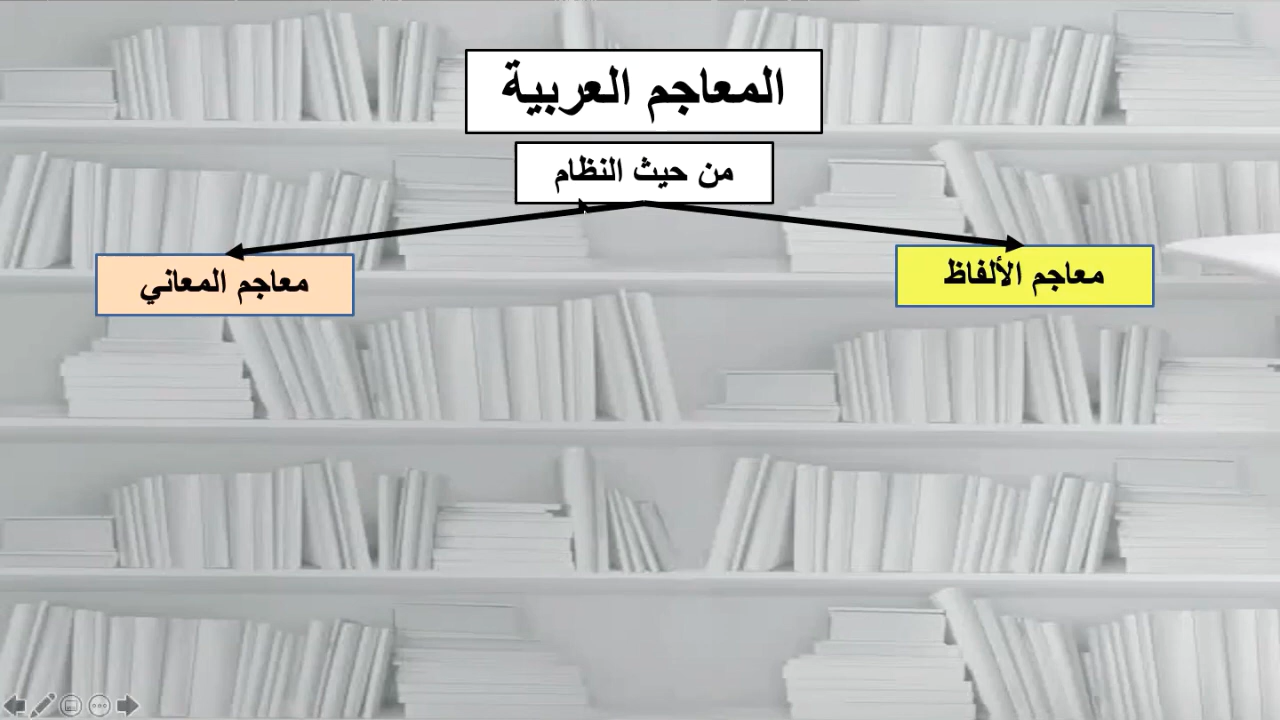 المعاجم العربية
من حيث النظام
معاجم الألفاظ
معاجم المعاني